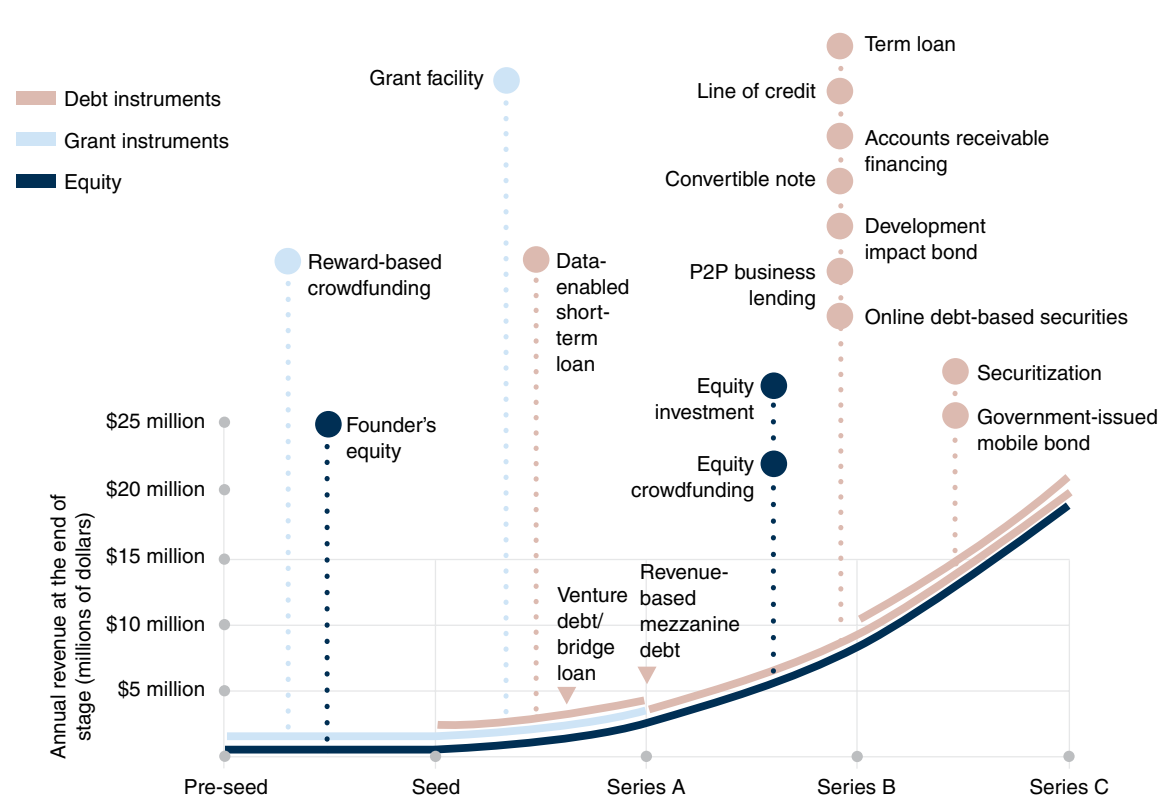 Term loan
Grant facility
Line of credit
Debt instruments
Grant instruments
Equity
Accounts receivable
financing
Convertible note
Development
impact bond
Reward-based
crowdfunding
Data-
enabled
short-
term
loan
P2P business
lending
Online debt-based securities
Equity
investment
Securitization
Government-issued
mobile bond
Founder’s
equity
Equity
crowdfunding
$25 million
$20 million
$15 million
$10 million
$5 million
Annual revenue at the end of
stage (millions of dollars)
Venture
debt/
bridge
loan
Revenue-
based
mezzanine
debt
Pre-seed
Seed
Series A
Series B
Series C